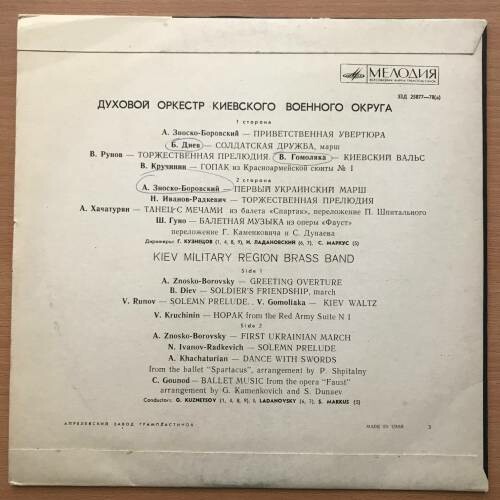 МЕЛОДИЯ
33Д 25877—78(а)
ДУХОВОЙ ОРКЕСТР КИЕВСКОГО ВОЕННОГО ОКРУГА
1 сторона
А. Зноско-Боровский — ПРИВЕТСТВЕННАЯ УВЕРТЮРА
Б. Диев — СОЛДАТСКАЯ ДРУЖБА, марш
В. Рунов — ТОРЖЕСТВЕННАЯ ПРЕЛЮДИЯ. В. Гомоляка — КИЕВСКИЙ ВАЛЬС
В. Кручинин — ГОПАК из Красноармейской сюиты № 1
2 сторона
А. Зноско-Боровский — ПЕРВЫЙ УКРАИНСКИЙ МАРШ
Н. Иванов-Радкевич — ТОРЖЕСТВЕННАЯ ПРЕЛЮДИЯ
А. Хачатурян — ТАНЕЦ С МЕЧАМИ из балета «Спартак», переложение П. Шпитального
Ш. Гуно — БАЛЕТНАЯ МУЗЫКА из оперы «Фауст»
переложение Г. Каменковича и С. Дунаева
Дирижеры: Г. КУЗНЕЦОВ (1, 4, 8, 9), И. ЛАДАНОВСКИЙ (6, 7), С. МАРКУС (5)
KIEV MILITARY REGION BRASS BAND
Side 1
A. Znosko-Borovsky — GREETING OVERTURE
B. Diev — SOLDIER'S FRIENDSHIP, march
V. Runov — SOLEMN PRELUDE. V. Gomoliaka — KIEV WALTZ
V. Kruchinin — HOPAK from the Red Army Suite N 1
Side 2
A. Znosko-Borovsky — FIRST UKRAINIAN MARCH
N. Ivanov-Radkevich — SOLEMN PRELUDE
A. Khachaturian — DANCE WITH SWORDS
from the ballet "Spartacus", arrangement by P. Shpitalny
C. Gounod — BALLET MUSIC from the opera "Faust"
arrangement by G. Kamenkovich and S. Dunaev
Conductors: G. KUZNETSOV (1, 4, 8, 9), I. LADANOVSKY (6, 7), S. MARKUS (5)
АПРЕЛЕВСКИЙ ЗАВОД ГРАМПЛАСТИНОК
MADE IN USSR
3